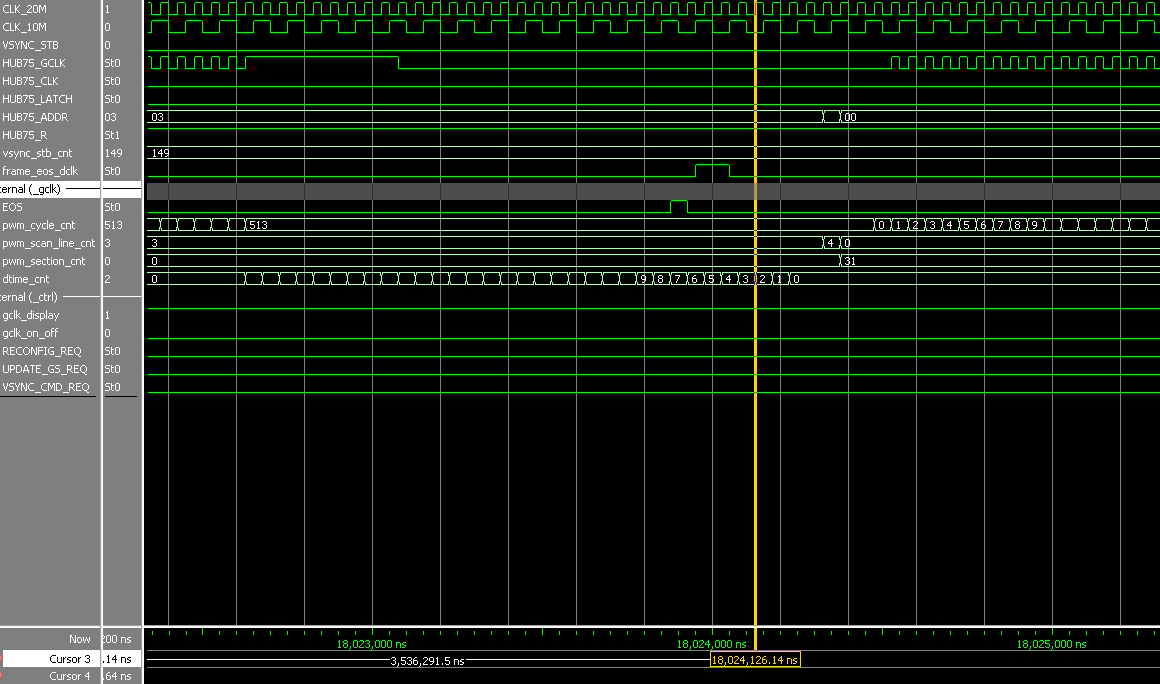 CLK_20M 1
CLK_10M 0
VSYNC_STB 0
HUB75_GCLK St0
HUB75_CLK St0
HUB75_LATCH St0
HUB75_ADDR 03 03 00
HUB75_R St1
vsync_stb_cnt 149 149
frame_eos_dclk St0
ernal (_gclk)
EOS St0
pwm_cycle_cnt 513 513 0 1 2 3 4 5 6 7 8 9
pwm_scan_line_cnt 3 3 4 0
pwm_section_cnt 0 0 31
dtime_cnt 2 0 9 8 7 6 5 4 3 2 1 0
ernal (_ctrl)
gclk_display 1
gclk_on_off 0
RECONFIG_REQ St0
UPDATE_GS_REQ St0
VSYNC_CMD_REQ St0
Now 200 ns 18,023,000 ns 18,024,000 ns 18,025,000 ns
Cursor 3 .14 ns 3,536,291.5 ns 18,024,126.14 ns
Cursor 4 .64 ns